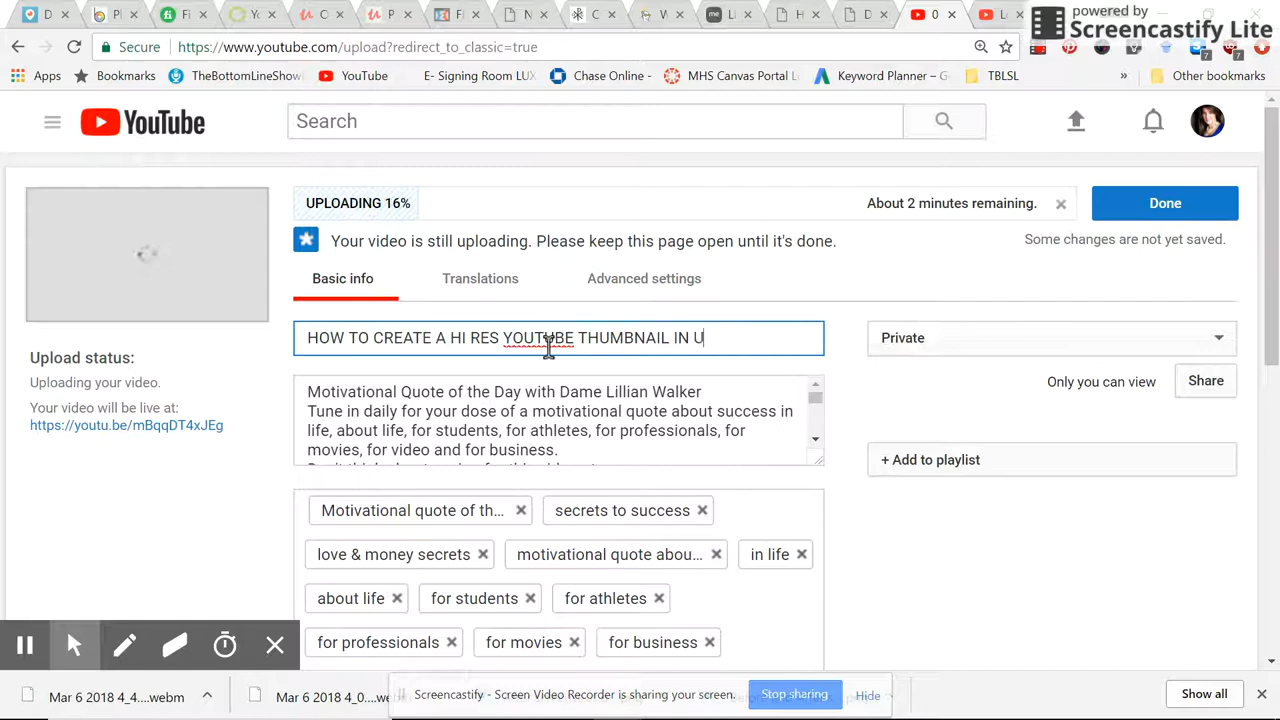 powered by
Screencastify Lite
Secure https://www.youtube.com
Apps Bookmarks TheBottomLineShow YouTube E-Signing Room LUX Chase Online - MHS Canvas Portal Keyword Planner – TBLSL » Other bookmarks
YouTube Search
UPLOADING 16% About 2 minutes remaining. Done
Your video is still uploading. Please keep this page open until it's done. Some changes are not yet saved.
Basic info Translations Advanced settings
HOW TO CREATE A HI RES YOUTUBE THUMBNAIL IN U Private
Upload status:
Uploading your video.
Your video will be live at:
https://youtu.be/mBqqDT4xJEg
Only you can view Share
Motivational Quote of the Day with Dame Lillian Walker
Tune in daily for your dose of a motivational quote about success in
life, about life, for students, for athletes, for professionals, for
movies, for video and for business.
+ Add to playlist
Motivational quote of th... secrets to success
love & money secrets motivational quote abou... in life
about life for students for athletes
for professionals for movies for business
Mar 6 2018 4_4....webm Mar 6 2018 4_0....we Screencastify - Screen Video Recorder is sharing your screen. Stop sharing Hide Show all